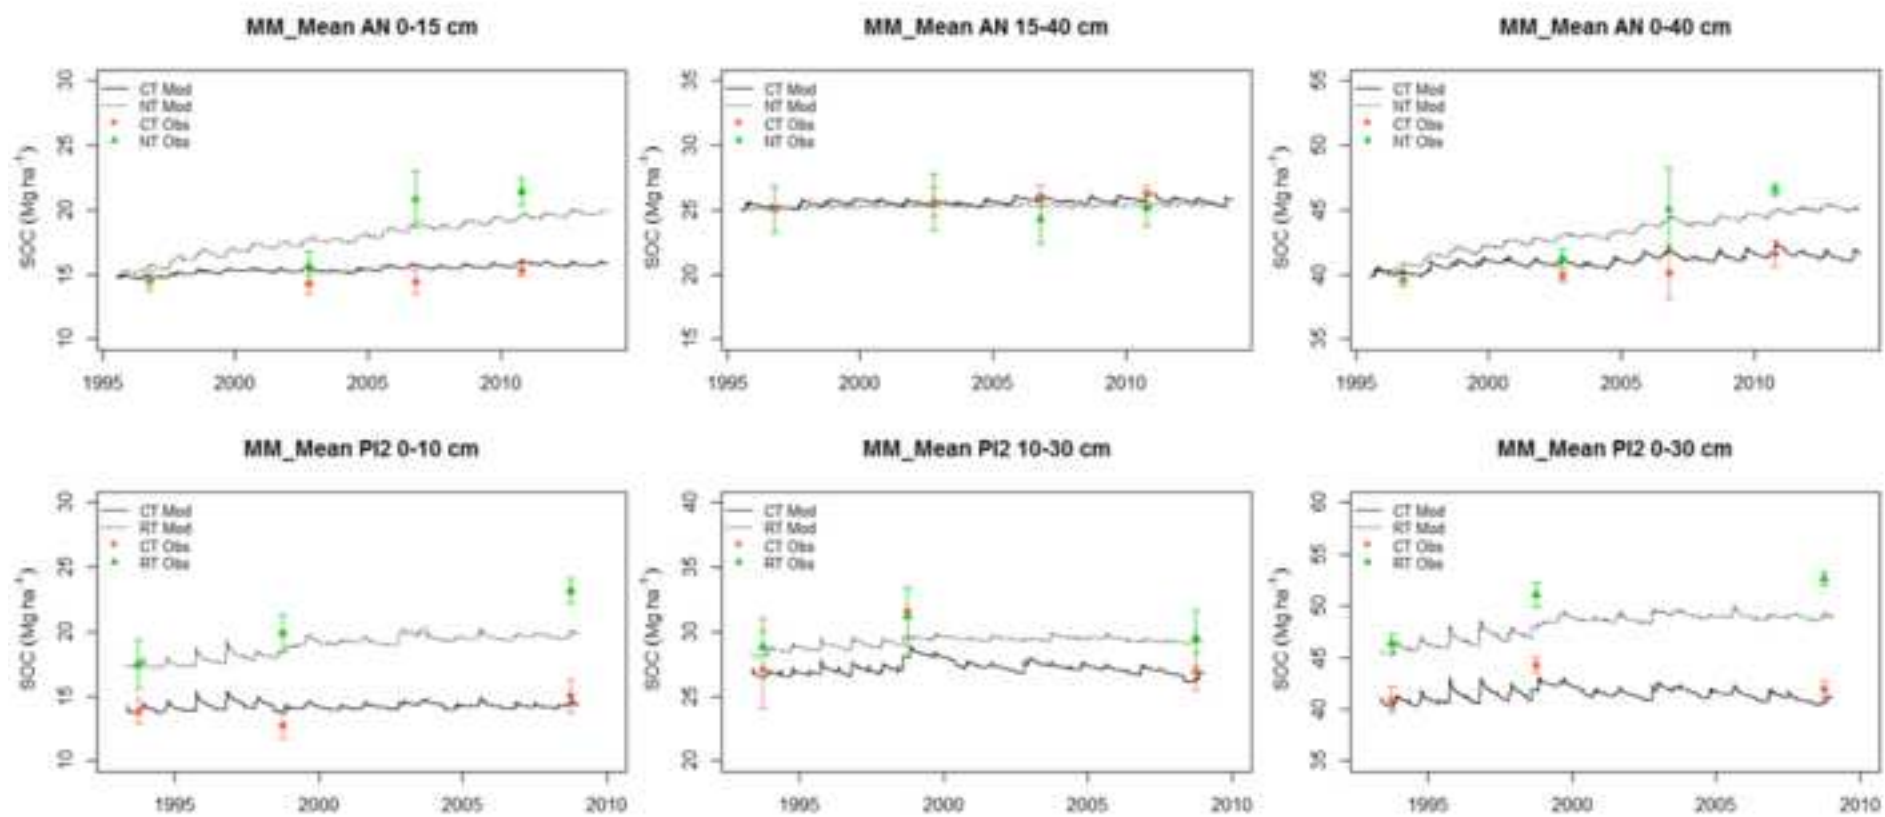 MM_Mean AN 0-15 cm
SOC (Mg ha-1)
30
25
20
15
10
CT Mod
NT Mod
CT Obs
NT Obs
1995 2000 2005 2010
MM_Mean AN 15-40 cm
SOC (Mg ha-1)
35
30
25
20
15
CT Mod
NT Mod
CT Obs
NT Obs
1995 2000 2005 2010
MM_Mean AN 0-40 cm
SOC (Mg ha-1)
55
50
45
40
35
CT Mod
NT Mod
CT Obs
NT Obs
1995 2000 2005 2010
MM_Mean PI2 0-10 cm
SOC (Mg ha-1)
30
25
20
15
10
CT Mod
RT Mod
CT Obs
RT Obs
1995 2000 2005 2010
MM_Mean PI2 10-30 cm
SOC (Mg ha-1)
40
35
30
25
20
CT Mod
RT Mod
CT Obs
RT Obs
1995 2000 2005 2010
MM_Mean PI2 0-30 cm
SOC (Mg ha-1)
60
55
50
45
40
35
CT Mod
RT Mod
CT Obs
RT Obs
1995 2000 2005 2010